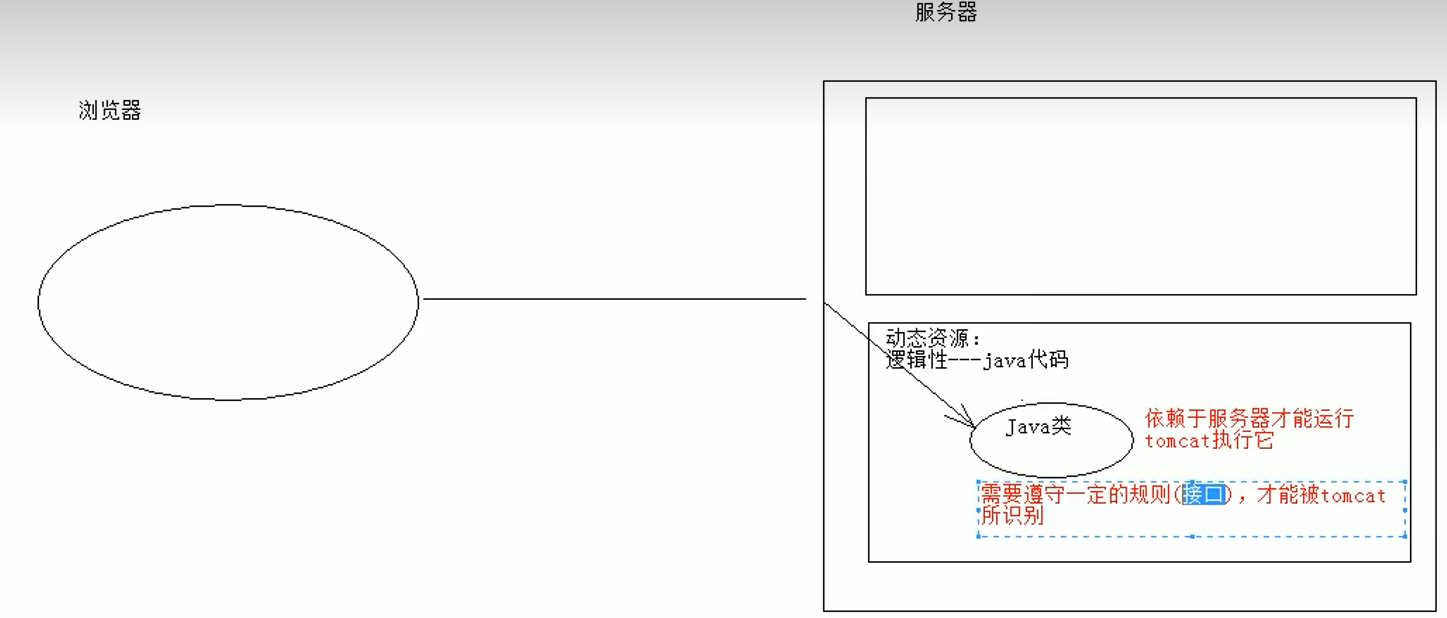 服务器
浏览器
动态资源:
逻辑性---java代码
Java类
依赖于服务器才能运行
tomcat执行它
需要遵守一定的规则(接口)，才能被tomcat
所识别